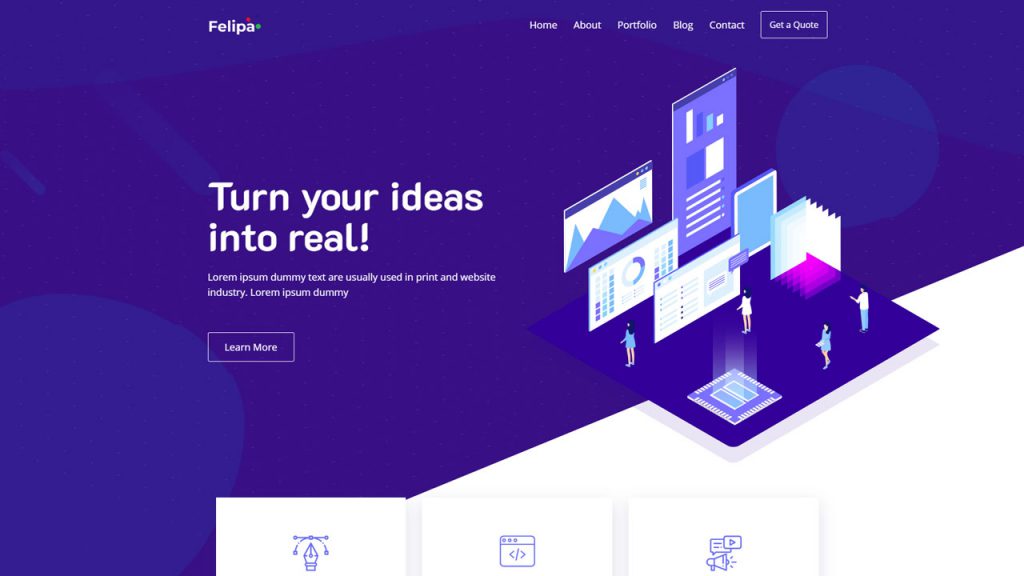 Felipa
Home About Portfolio Blog Contact Get a Quote
Turn your ideas
into real!
Lorem ipsum dummy text are usually used in print and website
industry. Lorem ipsum dummy
Learn More